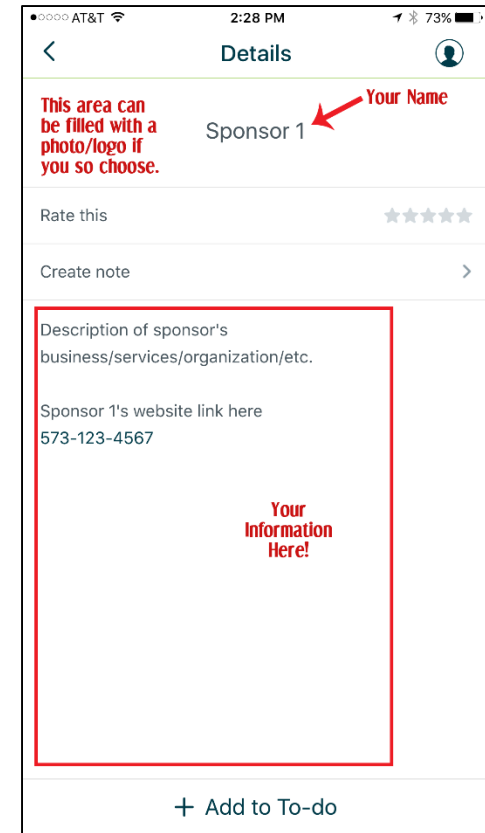 AT&T 2:28 PM 73%
Details
This area can
be filled with a
photo/logo if
you so choose.
Your Name
Sponsor 1
Rate this
Create note
Description of sponsor's
business/services/organization/etc.
Sponsor 1's website link here
573-123-4567
Your
Information
Here!
+ Add to To-do